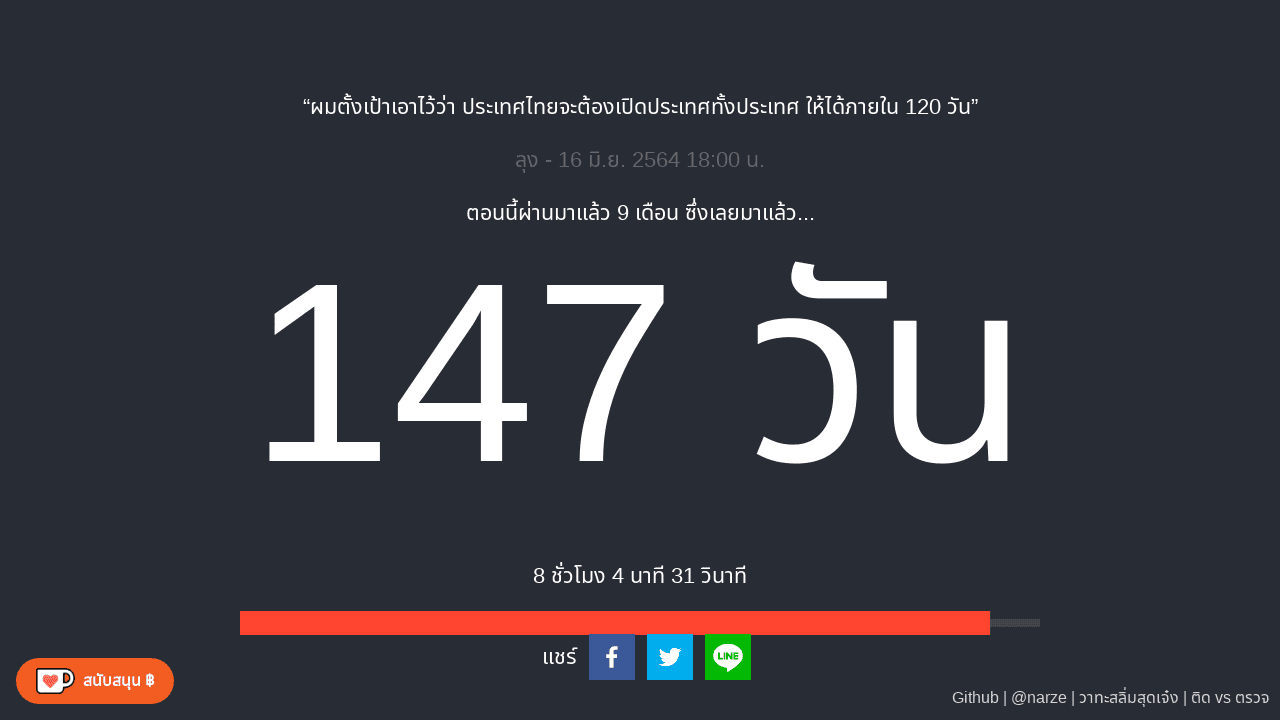 “ผมตั้งเป้าเอาไว้ว่า ประเทศไทยจะต้องเปิดประเทศทั้งประเทศ ให้ได้ภายใน 120 วัน”
ลุง - 16 มิ.ย. 2564 18:00 น.
ตอนนี้ผ่านมาแล้ว 9 เดือน ซึ่งเลยมาแล้ว...
147 วัน
8 ชั่วโมง 4 นาที 31 วินาที
แชร์
LINE
สนับสนุน ฿
Github | @narze | วาทะสลิ่มสุดเจ๋ง | ติด vs ตรวจ